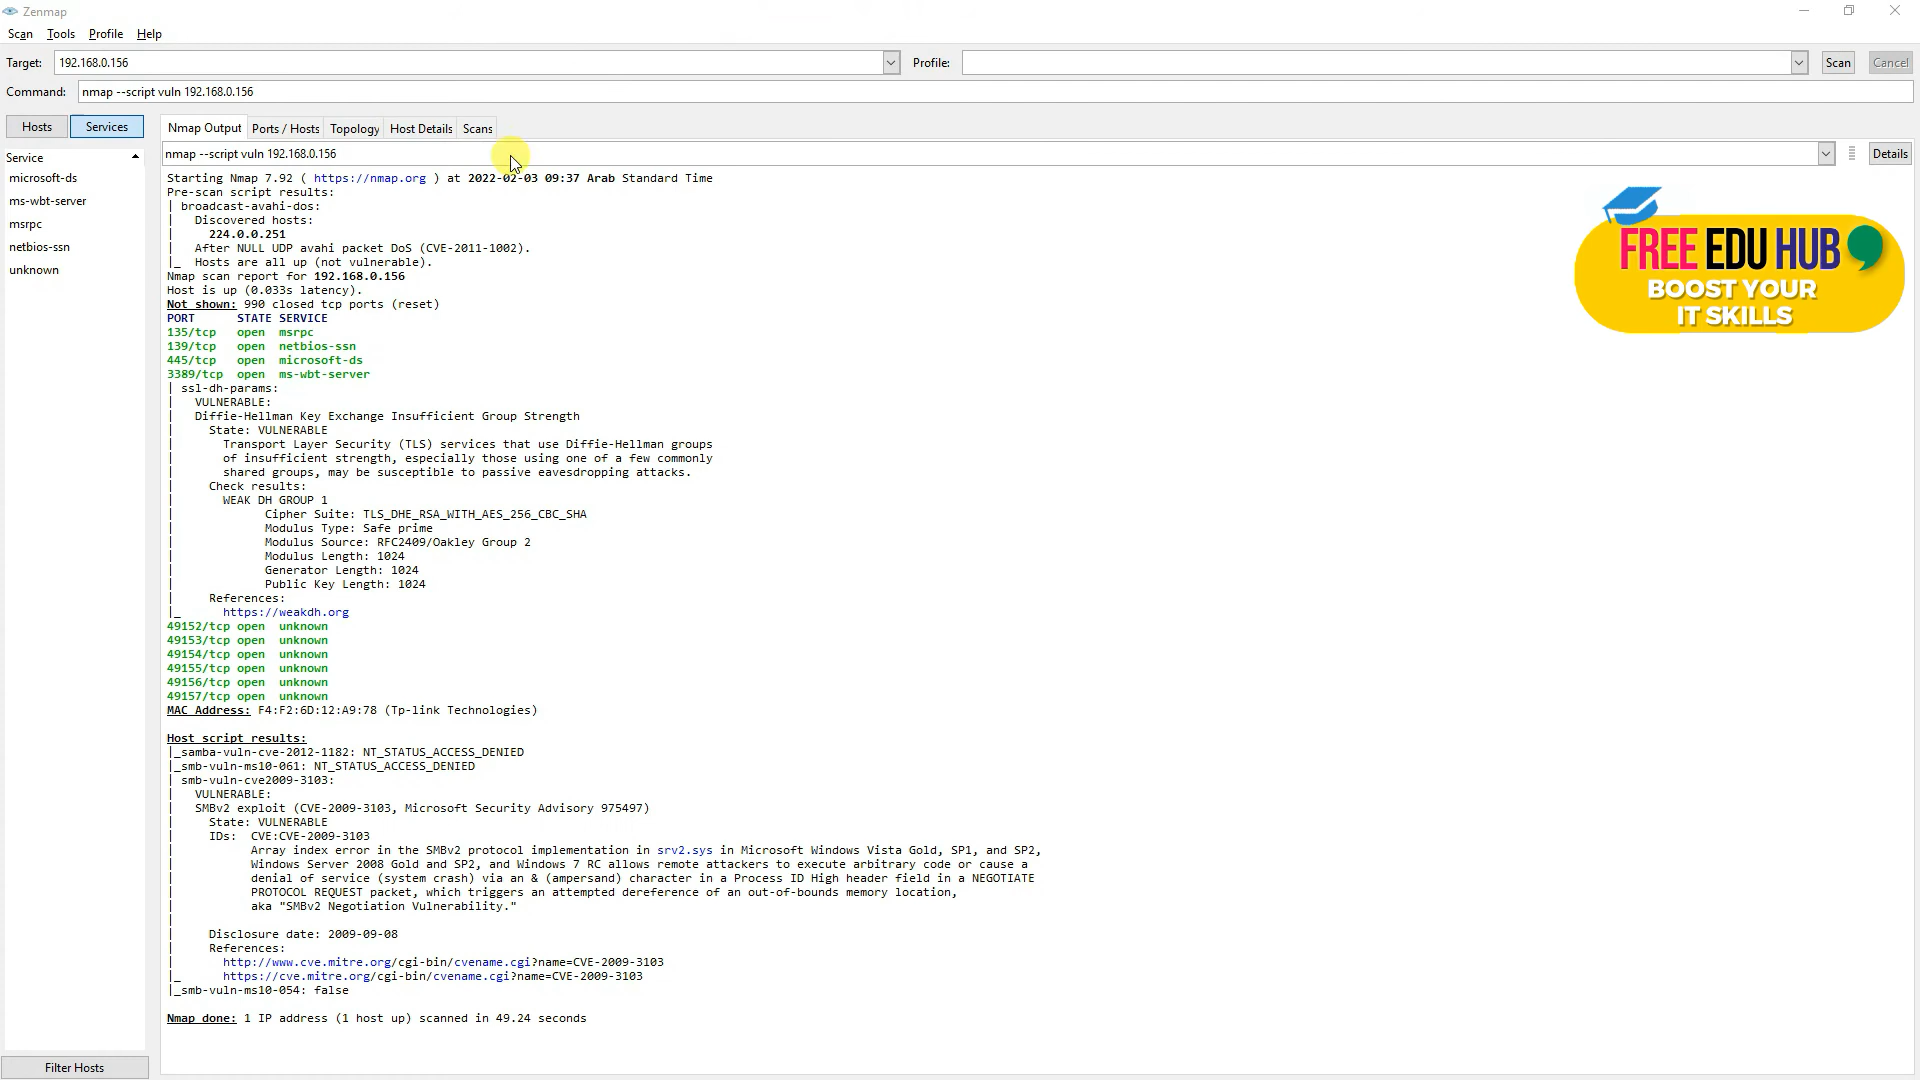 Zenmap
Scan Tools Profile Help
Target: 192.168.0.156 Profile: Scan Cancel
Command: nmap --script vuln 192.168.0.156
Hosts Services Nmap Output Ports / Hosts Topology Host Details Scans
nmap --script vuln 192.168.0.156 Details
Service
microsoft-ds
ms-wbt-server
msrpc
netbios-ssn
unknown
Filter Hosts
Starting Nmap 7.92 ( https://nmap.org ) at 2022-02-03 09:37 Arab Standard Time
Pre-scan script results:
| broadcast-avahi-dos:
|   Discovered hosts:
|     224.0.0.251
|   After NULL UDP avahi packet DoS (CVE-2011-1002).
|_  Hosts are all up (not vulnerable).
Nmap scan report for 192.168.0.156
Host is up (0.033s latency).
Not shown: 990 closed tcp ports (reset)
PORT      STATE SERVICE
135/tcp   open  msrpc
139/tcp   open  netbios-ssn
445/tcp   open  microsoft-ds
3389/tcp  open  ms-wbt-server
| ssl-dh-params:
|   VULNERABLE:
|   Diffie-Hellman Key Exchange Insufficient Group Strength
|     State: VULNERABLE
|       Transport Layer Security (TLS) services that use Diffie-Hellman groups
|       of insufficient strength, especially those using one of a few commonly
|       shared groups, may be susceptible to passive eavesdropping attacks.
|     Check results:
|       WEAK DH GROUP 1
|             Cipher Suite: TLS_DHE_RSA_WITH_AES_256_CBC_SHA
|             Modulus Type: Safe prime
|             Modulus Source: RFC2409/Oakley Group 2
|             Modulus Length: 1024
|             Generator Length: 1024
|             Public Key Length: 1024
|     References:
|_      https://weakdh.org
49152/tcp open  unknown
49153/tcp open  unknown
49154/tcp open  unknown
49155/tcp open  unknown
49156/tcp open  unknown
49157/tcp open  unknown
MAC Address: F4:F2:6D:12:A9:78 (Tp-link Technologies)
Host script results:
|_samba-vuln-cve-2012-1182: NT_STATUS_ACCESS_DENIED
|_smb-vuln-ms10-061: NT_STATUS_ACCESS_DENIED
| smb-vuln-cve2009-3103:
|   VULNERABLE:
|   SMBv2 exploit (CVE-2009-3103, Microsoft Security Advisory 975497)
|     State: VULNERABLE
|     IDs:  CVE:CVE-2009-3103
|           Array index error in the SMBv2 protocol implementation in srv2.sys in Microsoft Windows Vista Gold, SP1, and SP2,
|           Windows Server 2008 Gold and SP2, and Windows 7 RC allows remote attackers to execute arbitrary code or cause a
|           denial of service (system crash) via an & (ampersand) character in a Process ID High header field in a NEGOTIATE
|           PROTOCOL REQUEST packet, which triggers an attempted dereference of an out-of-bounds memory location,
|           aka "SMBv2 Negotiation Vulnerability."
|
|     Disclosure date: 2009-09-08
|     References:
|       http://www.cve.mitre.org/cgi-bin/cvename.cgi?name=CVE-2009-3103
|_      https://cve.mitre.org/cgi-bin/cvename.cgi?name=CVE-2009-3103
|_smb-vuln-ms10-054: false
Nmap done: 1 IP address (1 host up) scanned in 49.24 seconds
FREE EDU HUB
BOOST YOUR
IT SKILLS